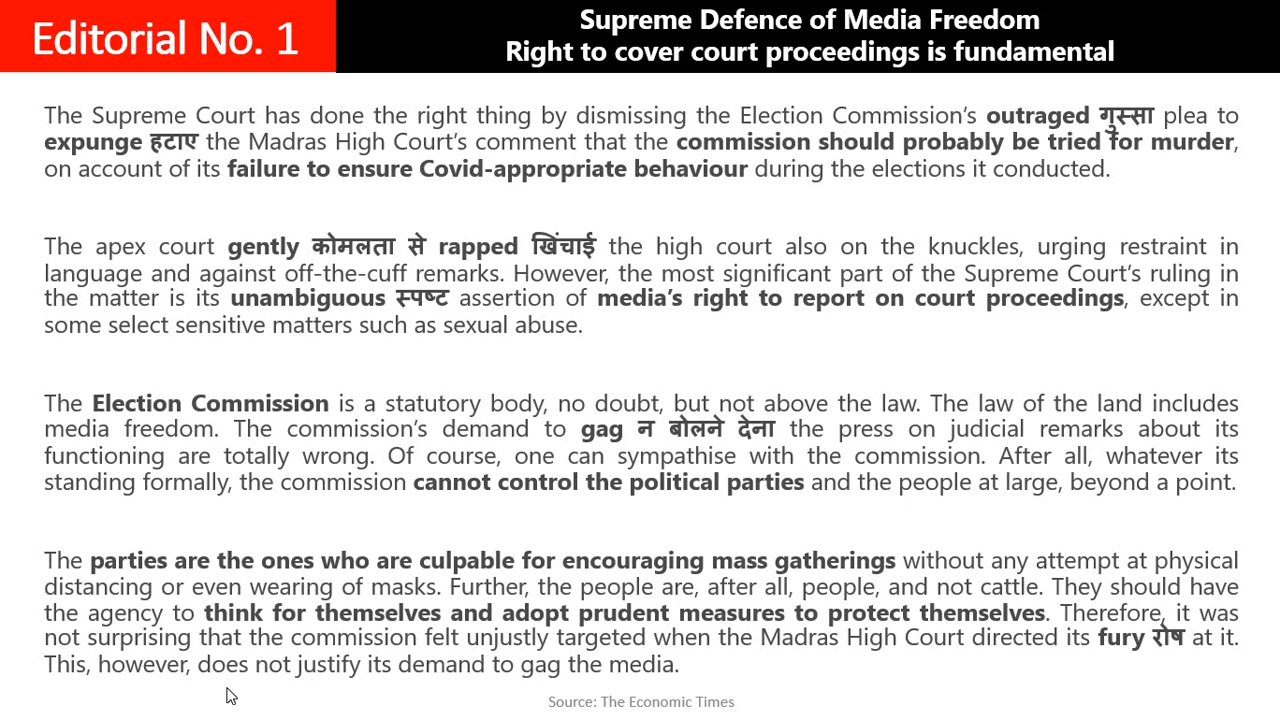 Editorial No. 1
Supreme Defence of Media Freedom
Right to cover court proceedings is fundamental
The Supreme Court has done the right thing by dismissing the Election Commission's outraged गुस्सा plea to
expunge हटाए the Madras High Court's comment that the commission should probably be tried for murder,
on account of its failure to ensure Covid-appropriate behaviour during the elections it conducted.
The apex court gently कोमलता से rapped खिंचाई the high court also on the knuckles, urging restraint in
language and against off-the-cuff remarks. However, the most significant part of the Supreme Court's ruling in
the matter is its unambiguous स्पष्ट assertion of media's right to report on court proceedings, except in
some select sensitive matters such as sexual abuse.
The Election Commission is a statutory body, no doubt, but not above the law. The law of the land includes
media freedom. The commission's demand to gag न बोलने देना the press on judicial remarks about its
functioning are totally wrong. Of course, one can sympathise with the commission. After all, whatever its
standing formally, the commission cannot control the political parties and the people at large, beyond a point.
The parties are the ones who are culpable for encouraging mass gatherings without any attempt at physical
distancing or even wearing of masks. Further, the people are, after all, people, and not cattle. They should have
the agency to think for themselves and adopt prudent measures to protect themselves. Therefore, it was
not surprising that the commission felt unjustly targeted when the Madras High Court directed its fury रोष at it.
This, however, does not justify its demand to gag the media.
Source: The Economic Times